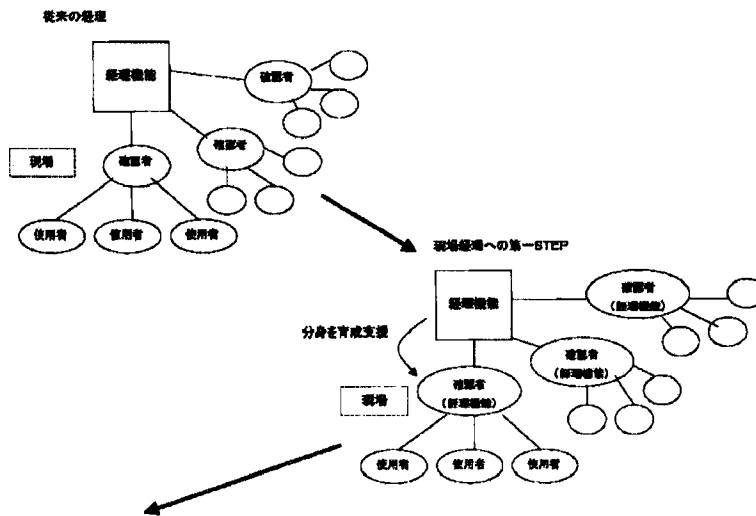 従来の経理
経理機能
確認者
確認者
現場
確認者
使用者
使用者
使用者
現場経理への第一STEP
確認者
(経理機能)
経理機能
分身を育成支援
確認者
(経理機能)
確認者
(経理機能)
現場
使用者
使用者
使用者